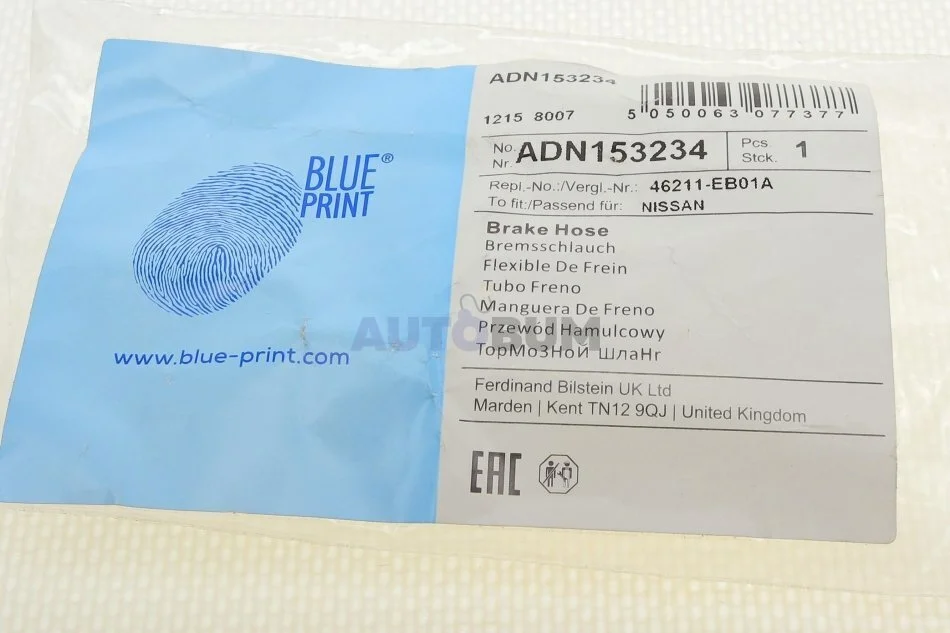 BLUE®
PRINT
www.blue-print.com
ADN153234
5 050063 077377
1215 8007
No.
Nr. ADN153234
Pcs.
Stck. 1
Repl.-No.:/Vergl.-Nr.: 46211-EB01A
To fit:/Passend für: NISSAN
Brake Hose
Bremsschlauch
Flexible De Frein
Tubo Freno
Manguera De Freno
Przewód Hamulcowy
ТорМоЗНоЙ ШлаНг
Ferdinand Bilstein UK Ltd
Marden | Kent TN12 9QJ | United Kingdom
EAC
AUTOBUM